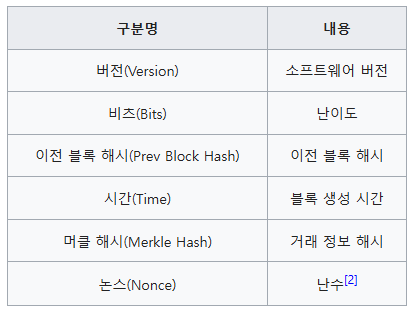 구분명 내용
버전(Version) 소프트웨어 버전
비츠(Bits) 난이도
이전 블록 해시(Prev Block Hash) 이전 블록 해시
시간(Time) 블록 생성 시간
머클 해시(Merkle Hash) 거래 정보 해시
논스(Nonce) 난수[2]